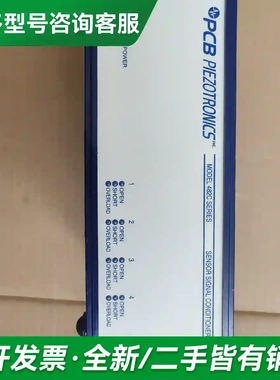 多型号咨询客服
POWER
PCB PIEZOTRONICS INC.
MODEL 482C SERIES
SENSOR SIGNAL CONDITIONER
1
OPEN
SHORT
OVERLOAD
2
OPEN
SHORT
OVERLOAD
3
OPEN
SHORT
OVERLOAD
4
OPEN
SHORT
OVERLOAD
开发票·全新/二手皆有